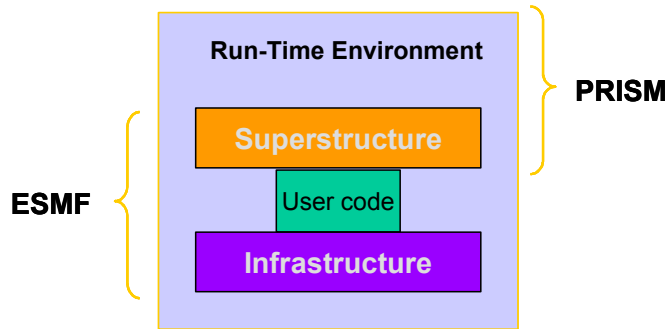 Run-Time Environment
PRISM
Superstructure
ESMF
User code
Infrastructure